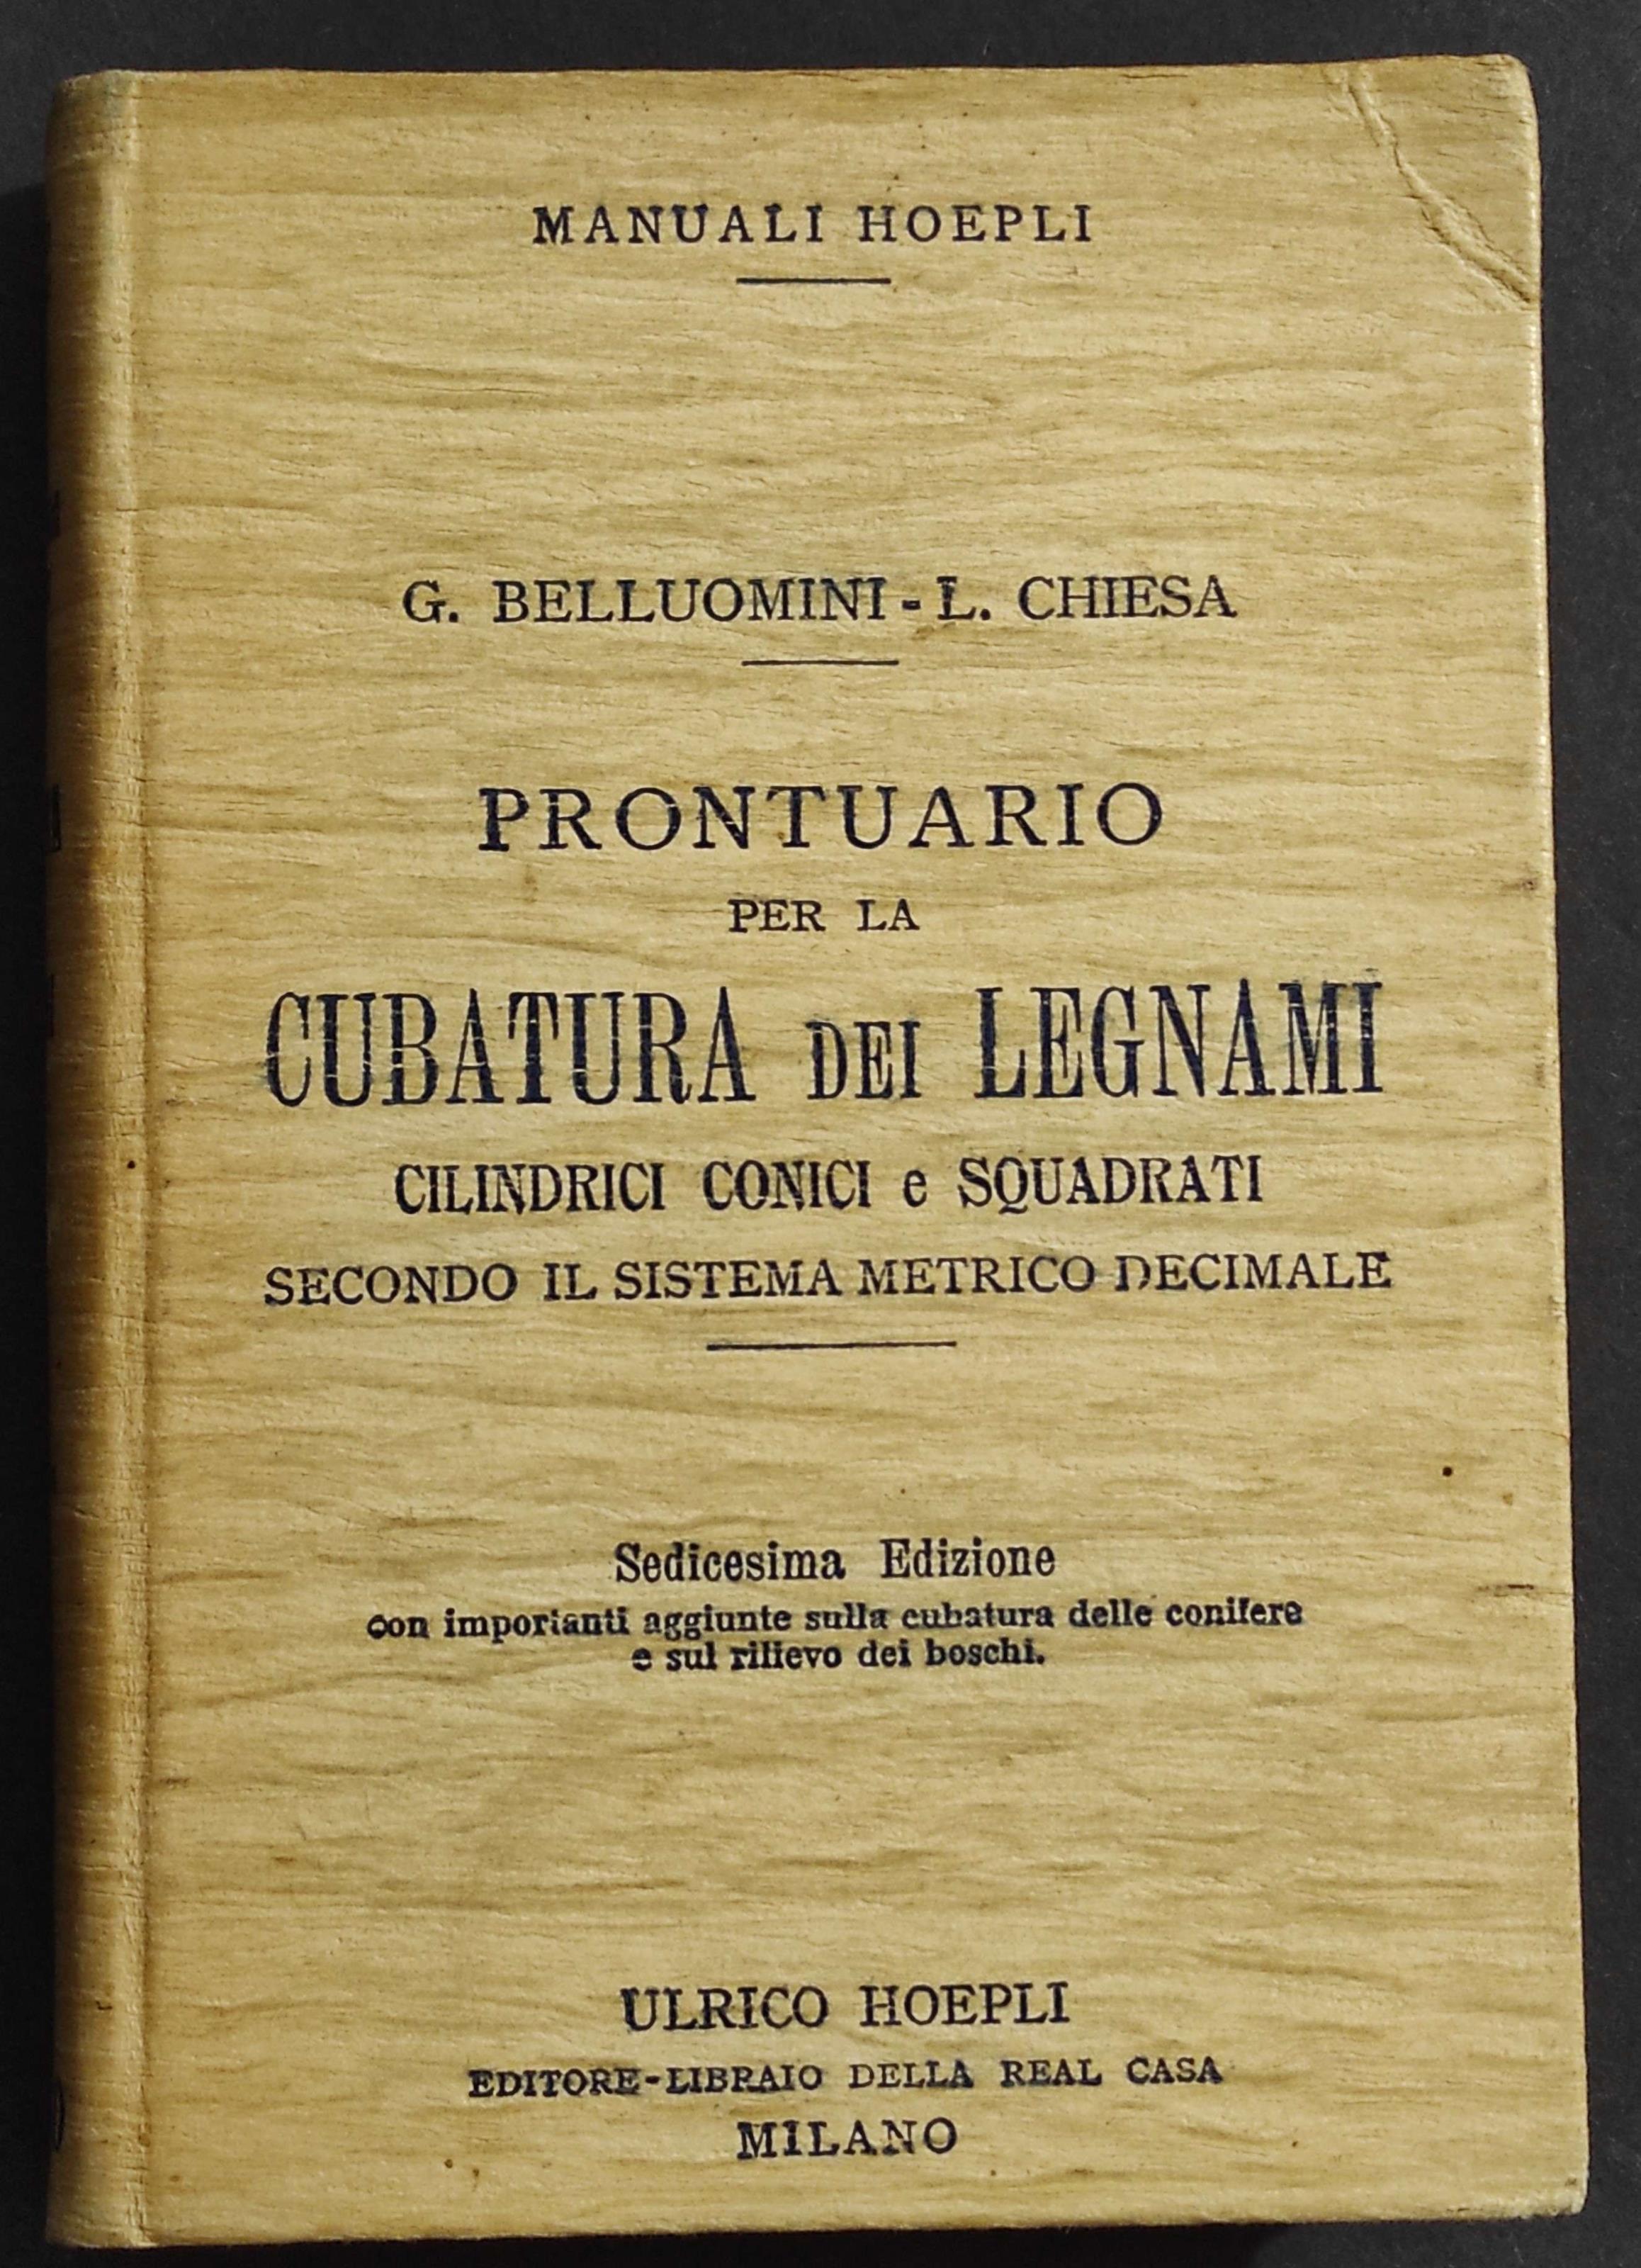 MANUALI HOEPLI
G. BELLUOMINI - L. CHIESA
PRONTUARIO
PER LA
CUBATURA DEI LEGNAMI
CILINDRICI CONICI e SQUADRATI
SECONDO IL SISTEMA METRICO DECIMALE
Sedicesima Edizione
con importanti aggiunte sulla cubatura delle conifere
e sul rilievo dei boschi.
ULRICO HOEPLI
EDITORE-LIBRAIO DELLA REAL CASA
MILANO